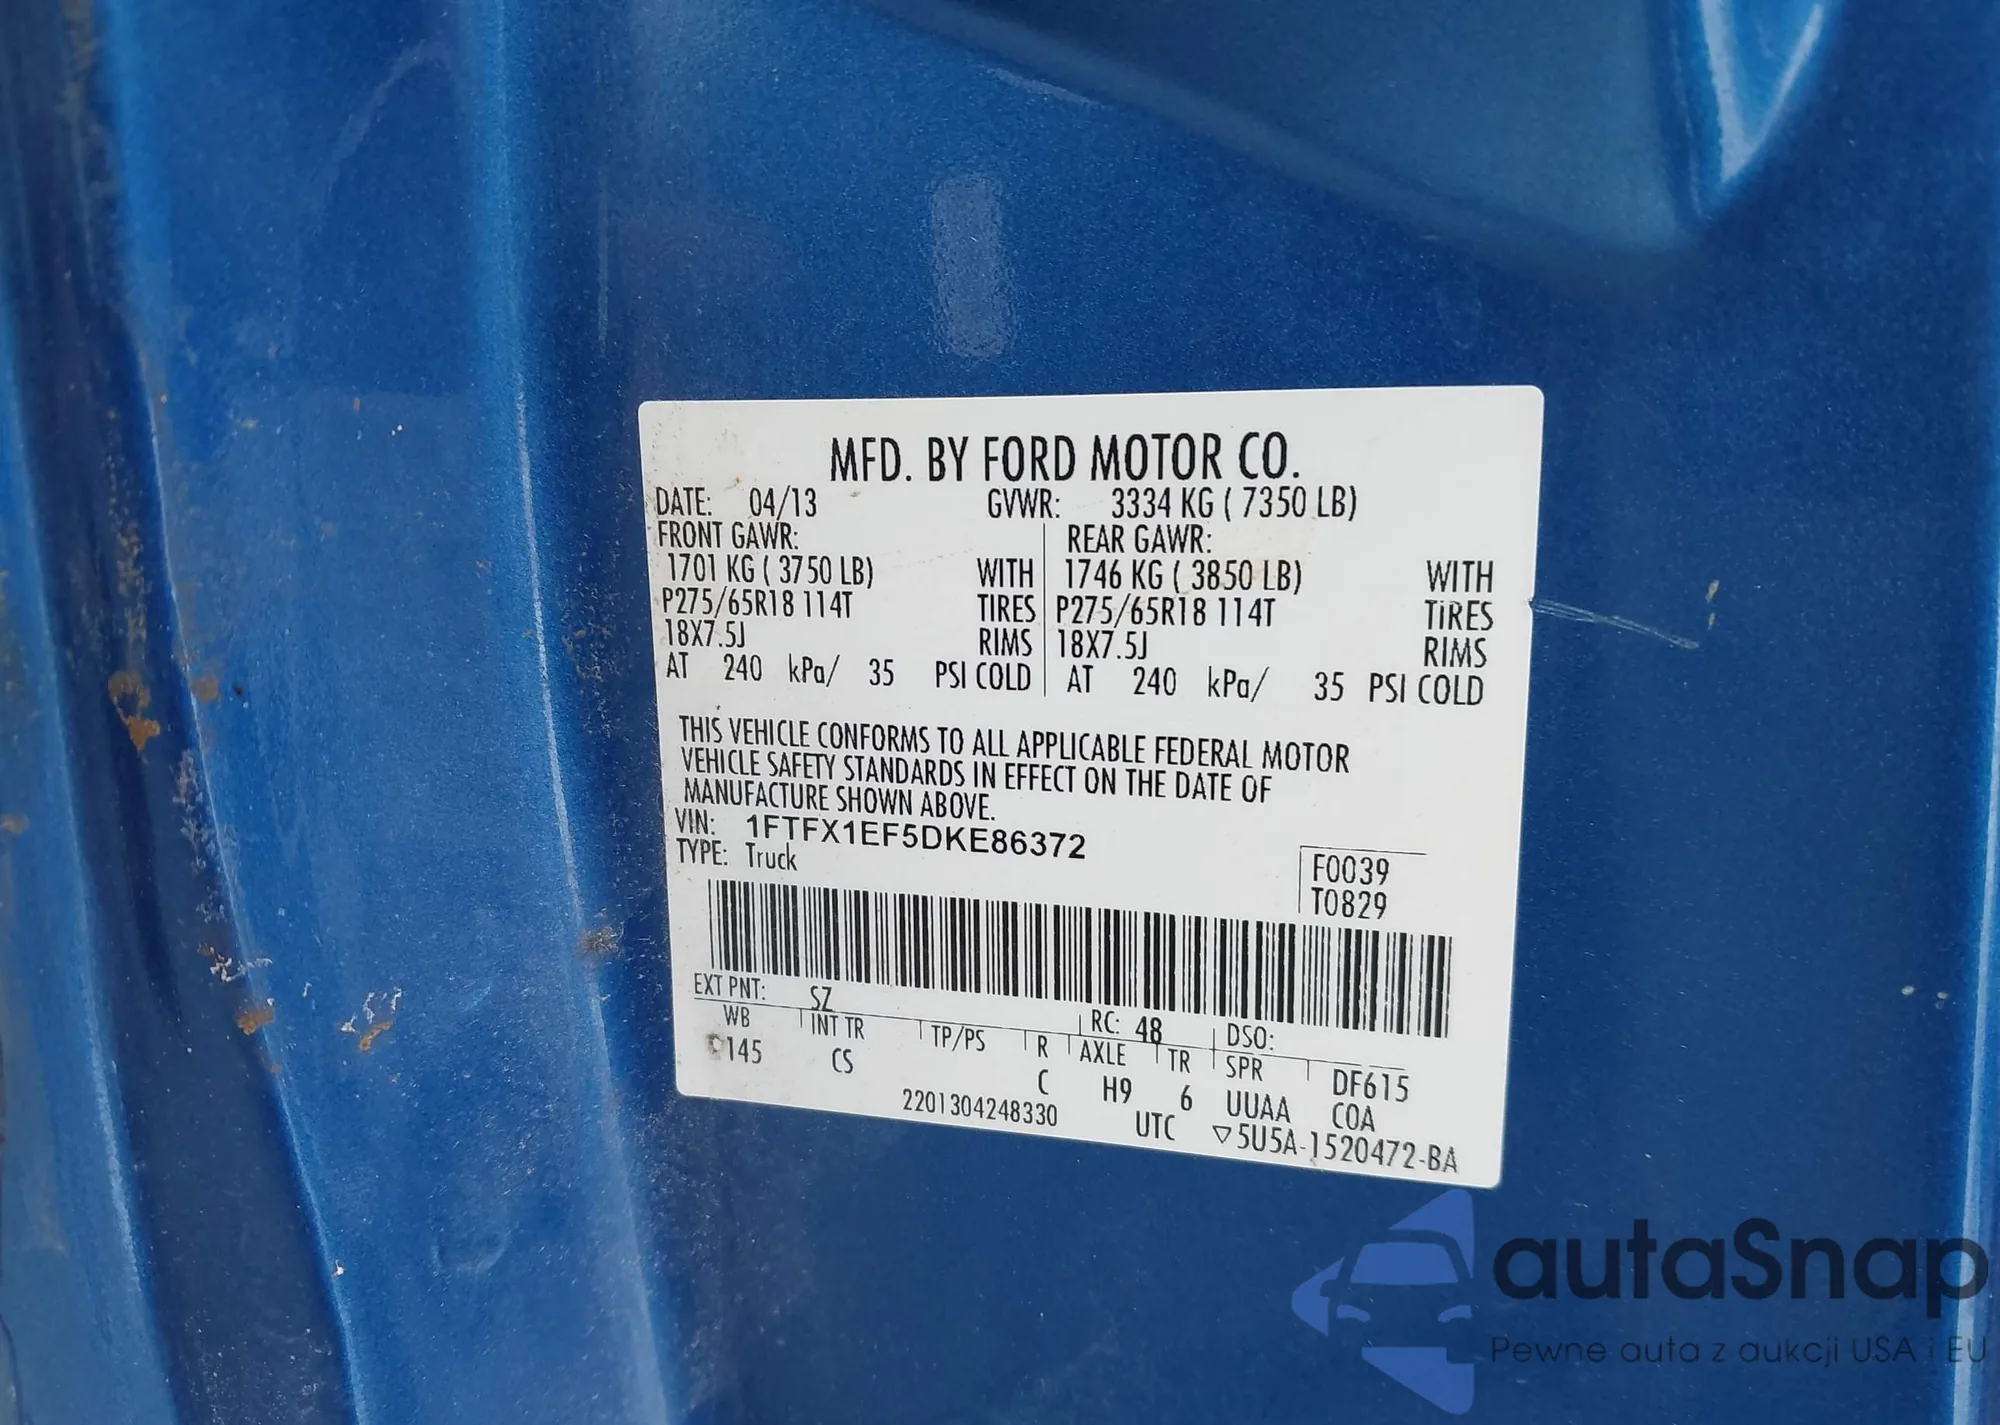 MFD. BY FORD MOTOR CO.
DATE: 04/13 GVWR: 3334 KG ( 7350 LB)
FRONT GAWR: REAR GAWR:
1701 KG ( 3750 LB) WITH 1746 KG ( 3850 LB) WITH
P275/65R18 114T TIRES P275/65R18 114T TIRES
18X7.5J RIMS 18X7.5J RIMS
AT 240 kPa/ 35 PSI COLD AT 240 kPa/ 35 PSI COLD
THIS VEHICLE CONFORMS TO ALL APPLICABLE FEDERAL MOTOR
VEHICLE SAFETY STANDARDS IN EFFECT ON THE DATE OF
MANUFACTURE SHOWN ABOVE.
VIN: 1FTFX1EF5DKE86372
TYPE: Truck
F0039
T0829
EXT PNT: SZ RC: 48 DSO:
WB INT TR TP/PS R AXLE TR SPR DF615
145 CS C H9 6 UUAA COA
2201304248330 UTC ▽5U5A-1520472-BA
autaSnap
Pewne auta z aukcji USA i EU